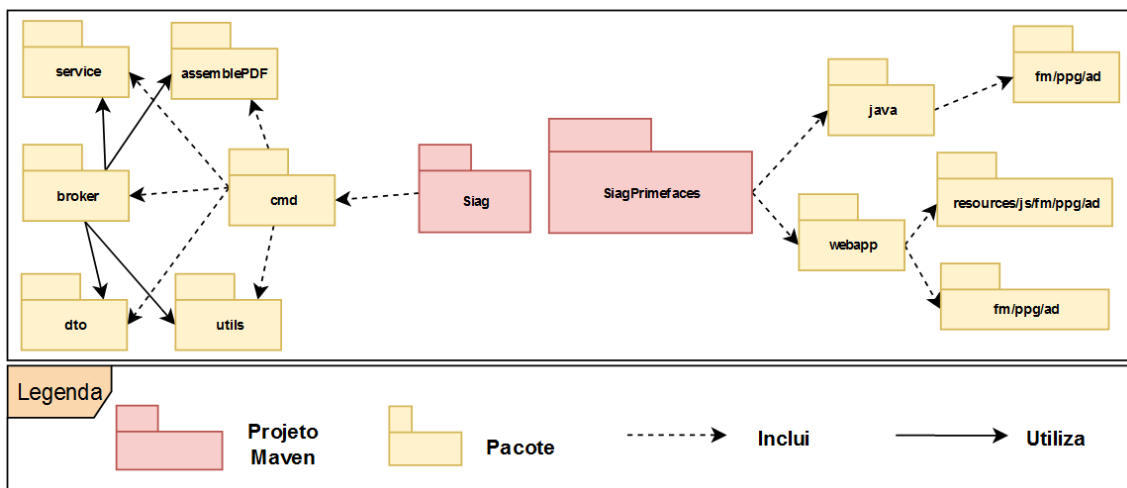 service
assemblePDF
java
fm/ppg/ad
broker
cmd
Siag
SiagPrimefaces
resources/js/fm/ppg/ad
webapp
dto
utils
fm/ppg/ad
Legenda
Projeto
Maven
Pacote
Inclui
Utiliza